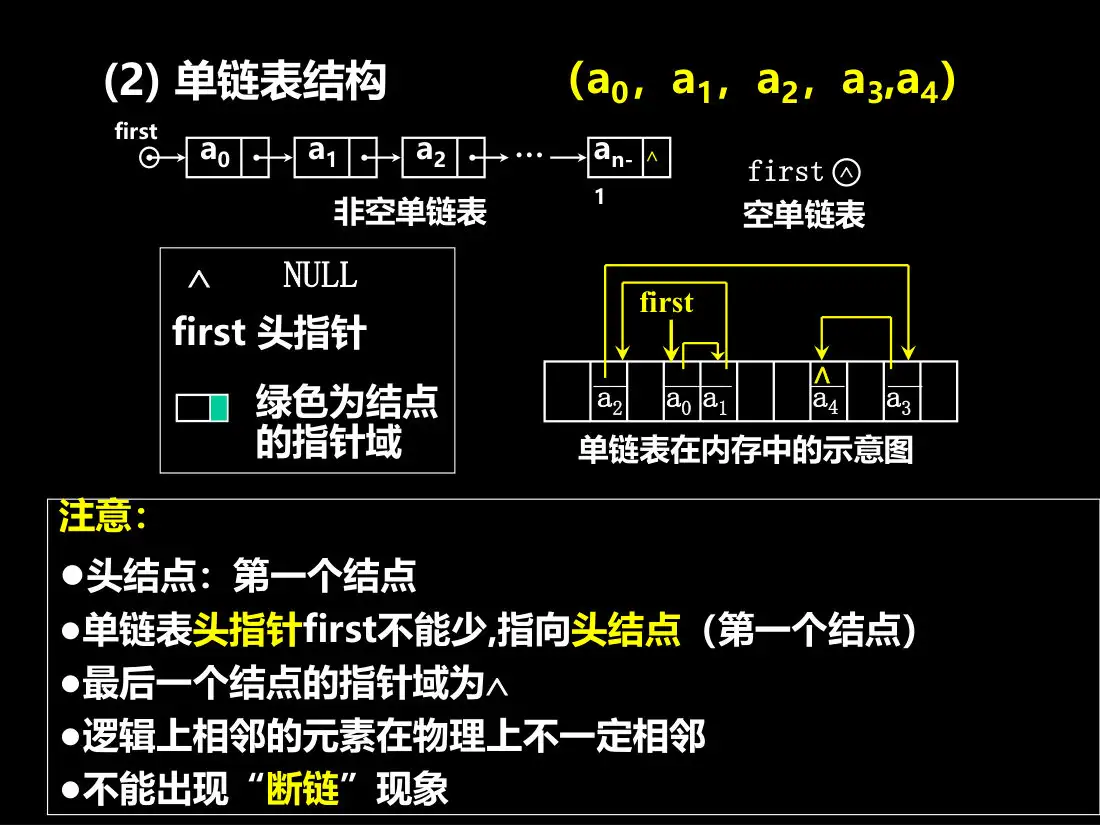 (2) 单链表结构
（a0，a1，a2，a3,a4）
first
a0 a1 a2 … an-1 ∧
非空单链表
first ∧
空单链表
∧ NULL
first 头指针
绿色为结点
的指针域
first
∧
a2 a0 a1 a4 a3
单链表在内存中的示意图
注意：
●头结点：第一个结点
●单链表头指针first不能少,指向头结点（第一个结点）
●最后一个结点的指针域为∧
●逻辑上相邻的元素在物理上不一定相邻
●不能出现“断链”现象